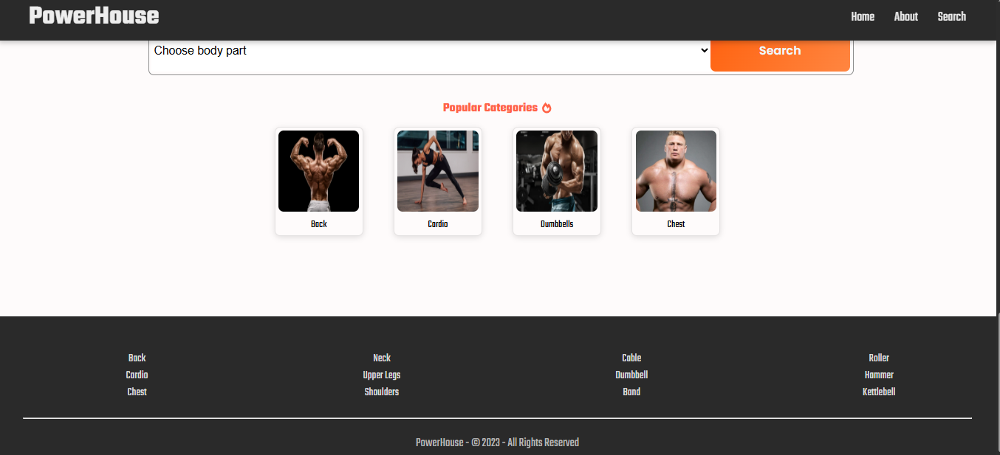 PowerHouse
Home About Search
Choose body part
Search
Popular Categories
Back
Cardio
Dumbbells
Chest
Back
Cardio
Chest
Neck
Upper Legs
Shoulders
Cable
Dumbbell
Band
Roller
Hammer
Kettlebell
PowerHouse - © 2023 - All Rights Reserved